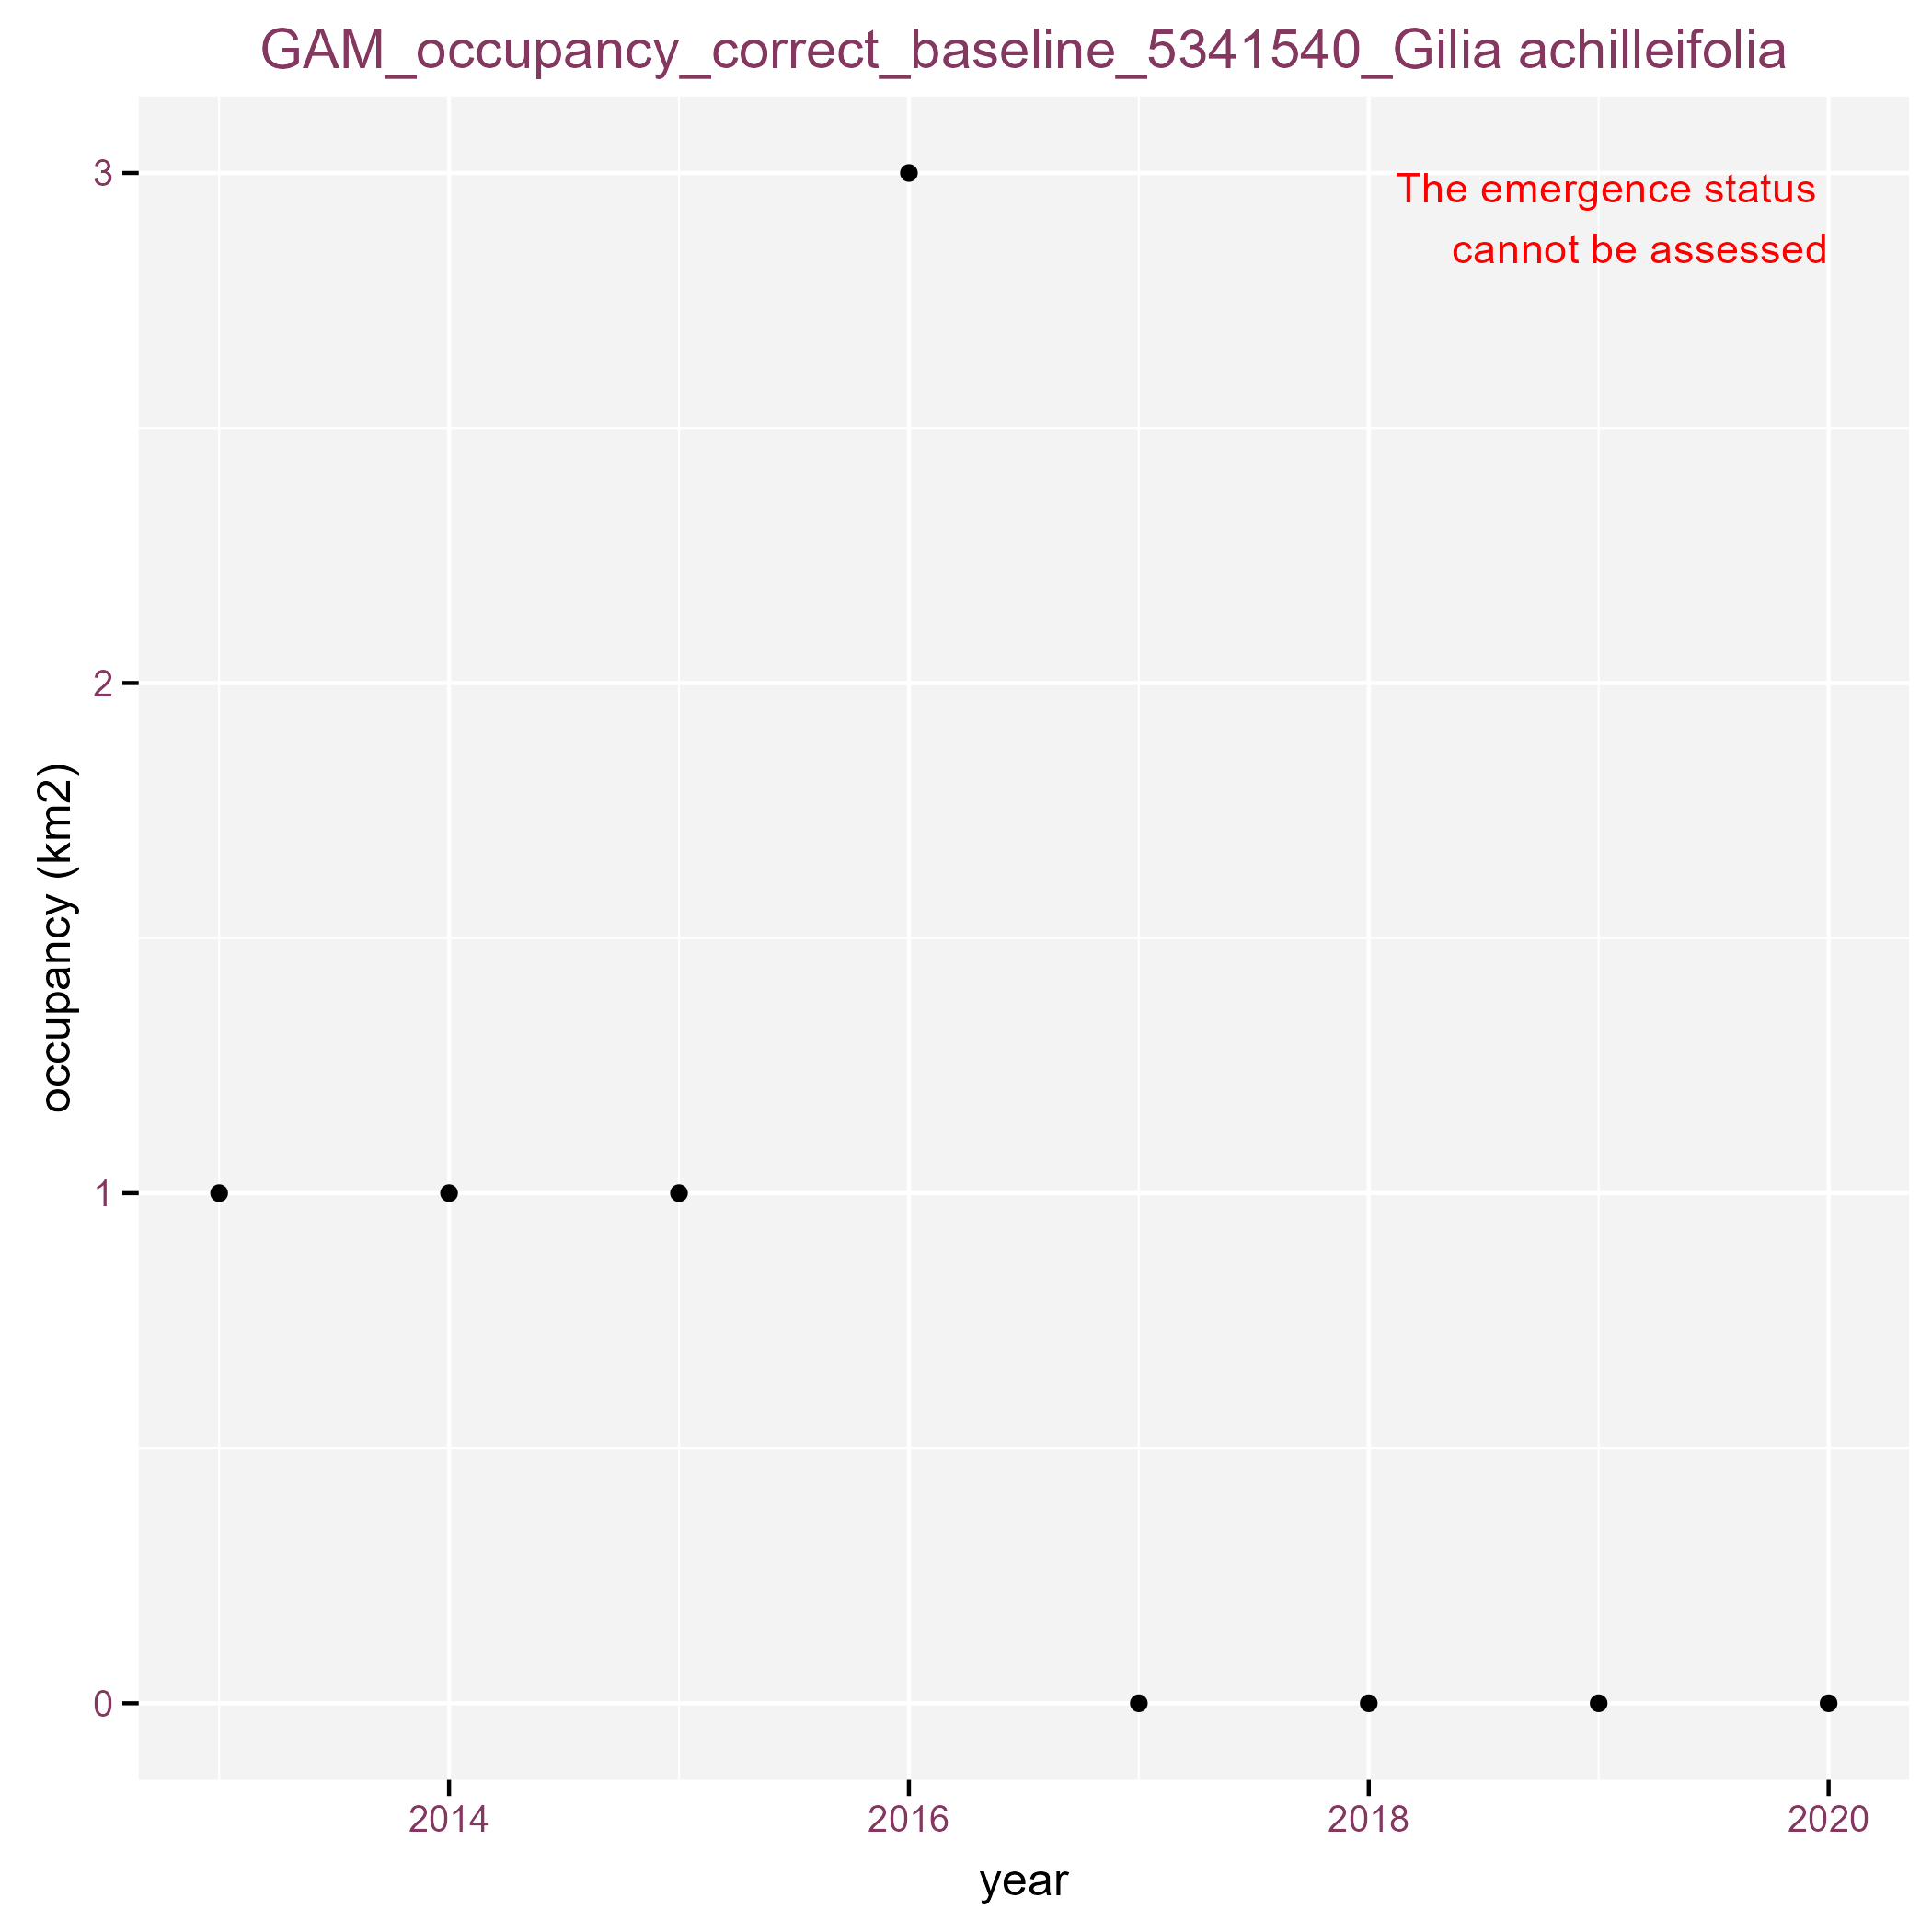 GAM_occupancy_correct_baseline_5341540_Gilia achilleifolia
The emergence status
cannot be assessed
3
2
1
0
occupancy (km2)
2014 2016 2018 2020
year